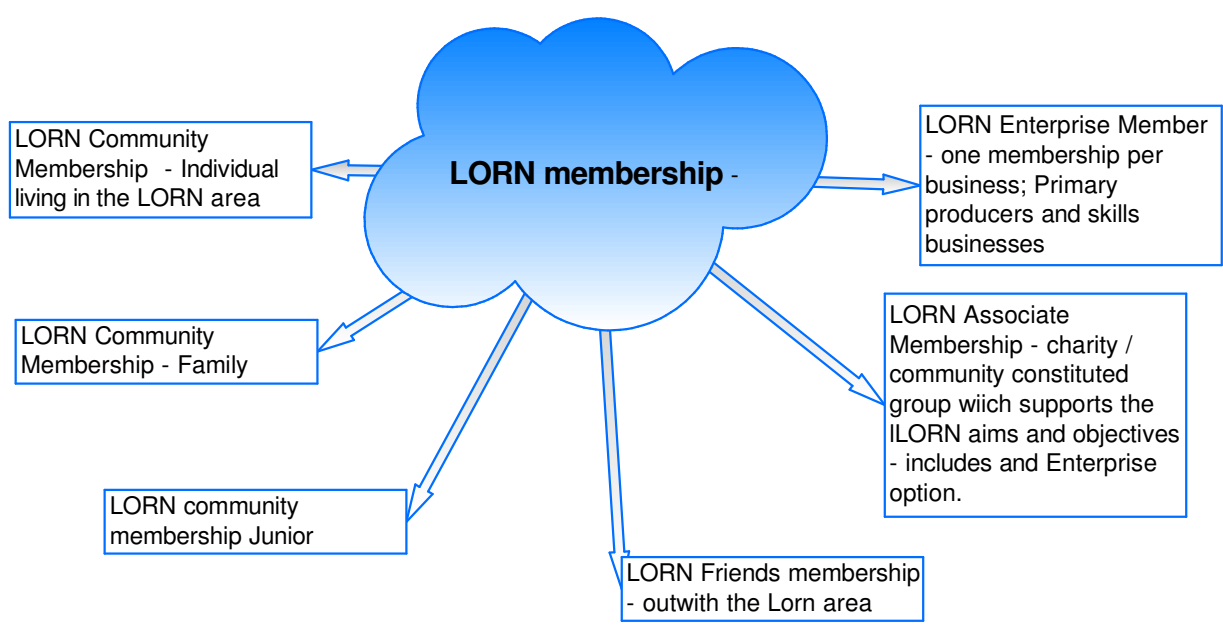 LORN membership -
LORN Community
Membership - Individual
living in the LORN area
LORN Enterprise Member
- one membership per
business; Primary
producers and skills
businesses
LORN Community
Membership - Family
LORN Associate
Membership - charity /
community constituted
group wiich supports the
lLORN aims and objectives
- includes and Enterprise
option.
LORN community
membership Junior
LORN Friends membership
- outwith the Lorn area